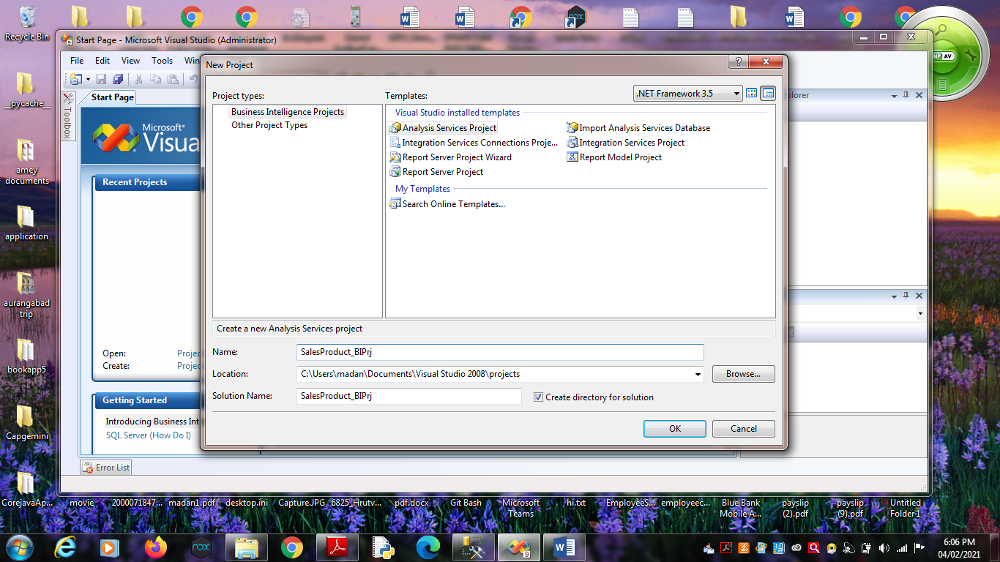 Recycle Bin
__pycache__
amey
documents
application
aurangabad
trip
bookapp5
Capgemini
CorejavaAp...
Start Page - Microsoft Visual Studio (Administrator)
File Edit View Tools Win
Toolbox
Start Page
Microsoft®
Visua
Recent Projects
Open: Projec
Create: Projec
Getting Started
Introducing Business Int
SQL Server (How Do I)
Error List
New Project
Project types:
Business Intelligence Projects
Other Project Types
Templates:
.NET Framework 3.5
Visual Studio installed templates
Analysis Services Project
Import Analysis Services Database
Integration Services Connections Proje...
Integration Services Project
Report Server Project Wizard
Report Model Project
Report Server Project
My Templates
Search Online Templates...
Create a new Analysis Services project
Name: SalesProduct_BIPrj
Location: C:\Users\madan\Documents\Visual Studio 2008\projects
Browse...
Solution Name: SalesProduct_BIPrj
Create directory for solution
OK Cancel
plorer
NP AV
movie
2000071847...
madan1.pdf
desktop.ini
Capture.JPG
6825_Hrutv...
pdf.docx
Git Bash
Microsoft
Teams
hi.txt
EmployeeS...
employeec...
Blue Bank
Mobile A...
payslip
(2).pdf
payslip
(9).pdf
Untitled
Folder 1
nox
9
6:06 PM
04/02/2021